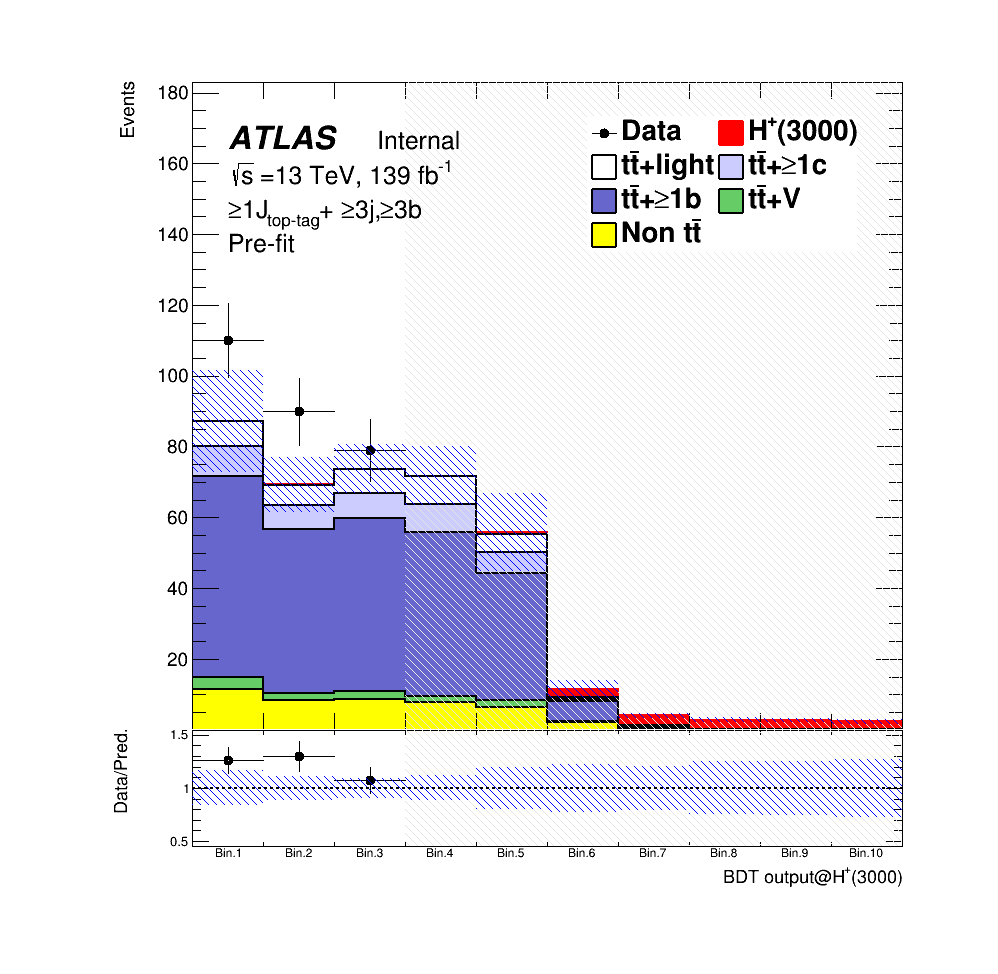 Events
180
160
140
120
100
80
60
40
20
ATLAS Internal
√s =13 TeV, 139 fb⁻¹
≥1J_top-tag+ ≥3j,≥3b
Pre-fit
Data
H⁺(3000)
tt̄+light
tt̄+≥1c
tt̄+≥1b
tt̄+V
Non tt̄
Data/Pred.
1.5
1
0.5
Bin.1 Bin.2 Bin.3 Bin.4 Bin.5 Bin.6 Bin.7 Bin.8 Bin.9 Bin.10
BDT output@H⁺(3000)